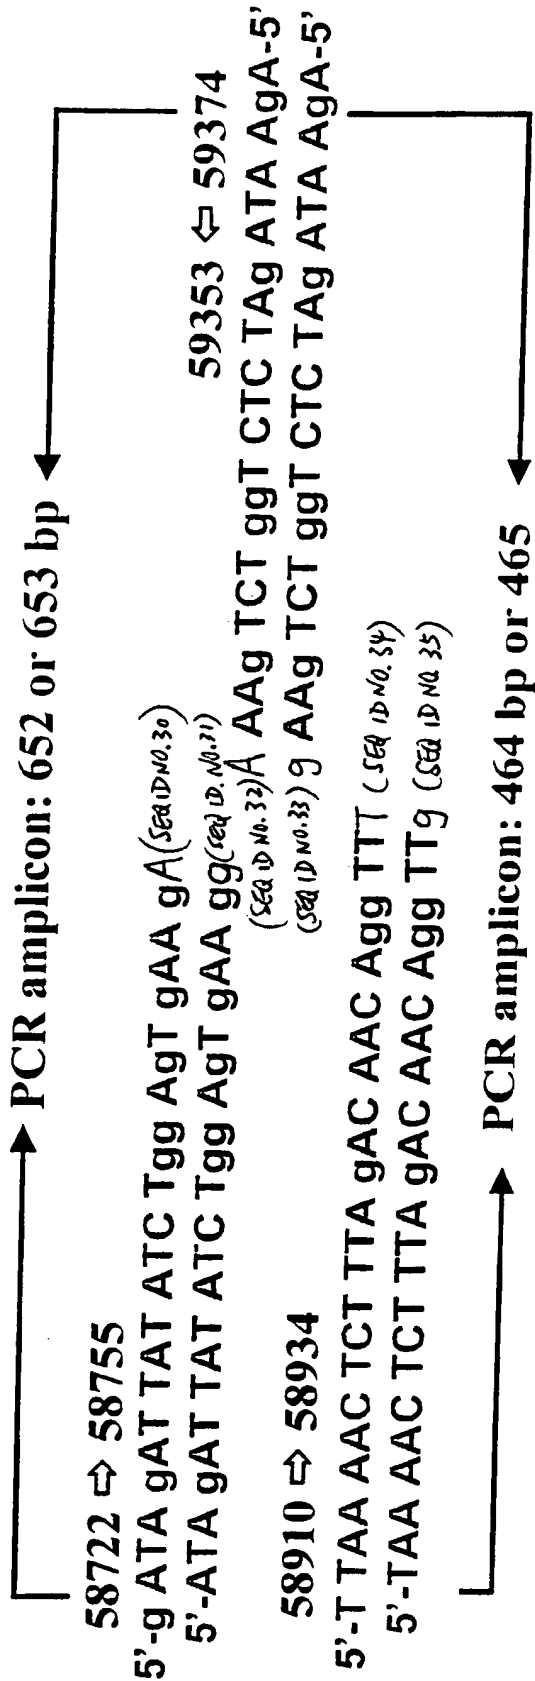 PCR amplicon: 652 or 653 bp
58722 ⇨ 58755
59353 ⇦ 59374
5'-g ATA gAT TAT ATC Tgg AgT gAA gA (SEQ ID NO.30)
5'-ATA gAT TAT ATC Tgg AgT gAA gg (SEQ ID. NO.31)
(SEQ ID NO.32) A AAg TCT ggT CTC TAg ATA AgA-5'
(SEQ ID NO.33) g AAg TCT ggT CTC TAg ATA AgA-5'
58910 ⇨ 58934
5'-T TAA AAC TCT TTA gAC AAC Agg TTT (SEQ ID NO.34)
5'-TAA AAC TCT TTA gAC AAC Agg TTg (SEQ ID NO 35)
PCR amplicon: 464 bp or 465